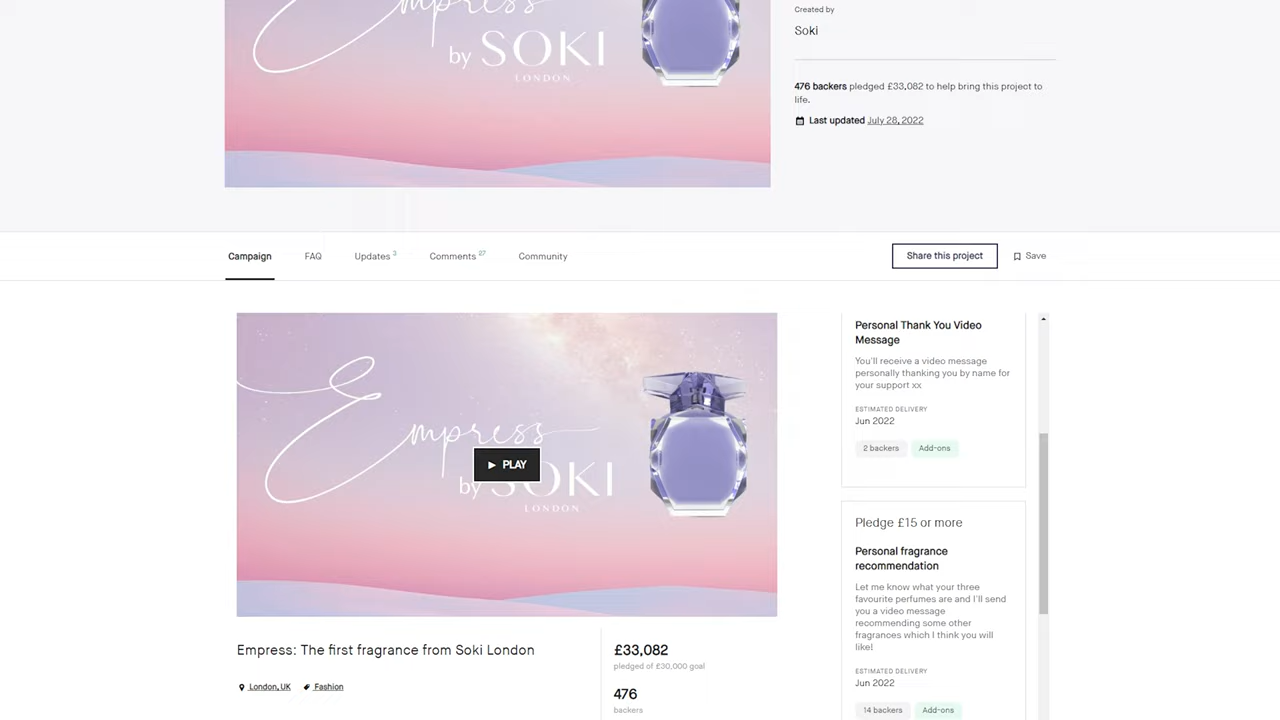 Empress
by SOKI
LONDON
Created by
Soki
476 backers pledged £33,082 to help bring this project to
life.
Last updated July 28, 2022
Campaign
FAQ
Updates 3
Comments 27
Community
Share this project
Save
Empress
PLAY
by SOKI
LONDON
Empress: The first fragrance from Soki London
London, UK
Fashion
£33,082
pledged of £30,000 goal
476
backers
Personal Thank You Video
Message
You'll receive a video message
personally thanking you by name for
your support xx
ESTIMATED DELIVERY
Jun 2022
2 backers
Add-ons
Pledge £15 or more
Personal fragrance
recommendation
Let me know what your three
favourite perfumes are and I'll send
you a video message
recommending some other
fragrances which I think you will
like!
ESTIMATED DELIVERY
Jun 2022
14 backers
Add-ons